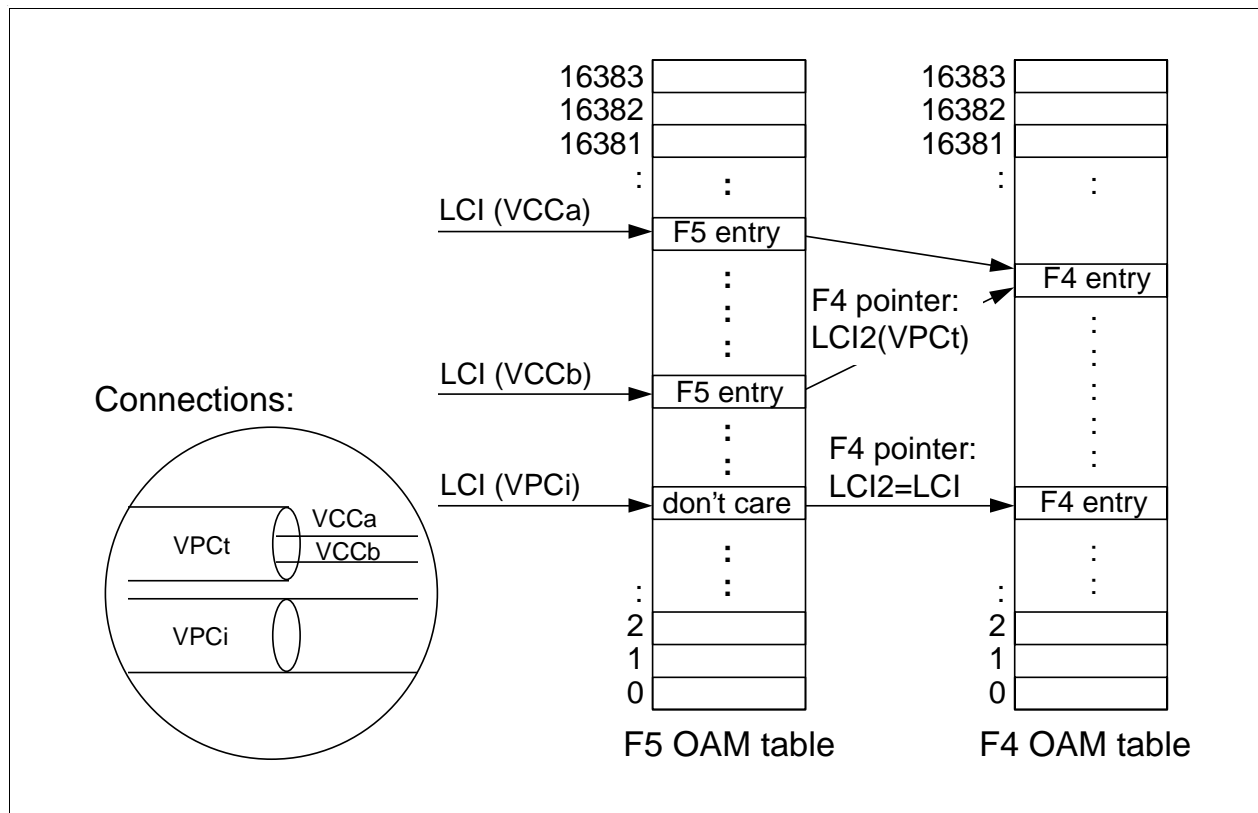 16383
16382
16381
:
16383
16382
16381
:
LCI (VCCa)
F5 entry
F4 entry
F4 pointer:
LCI2(VPCt)
LCI (VCCb)
F5 entry
Connections:
F4 pointer:
LCI2=LCI
LCI (VPCi)
don't care
F4 entry
VPCt
VCCa
VCCb
VPCi
:
2
1
0
:
2
1
0
F5 OAM table
F4 OAM table